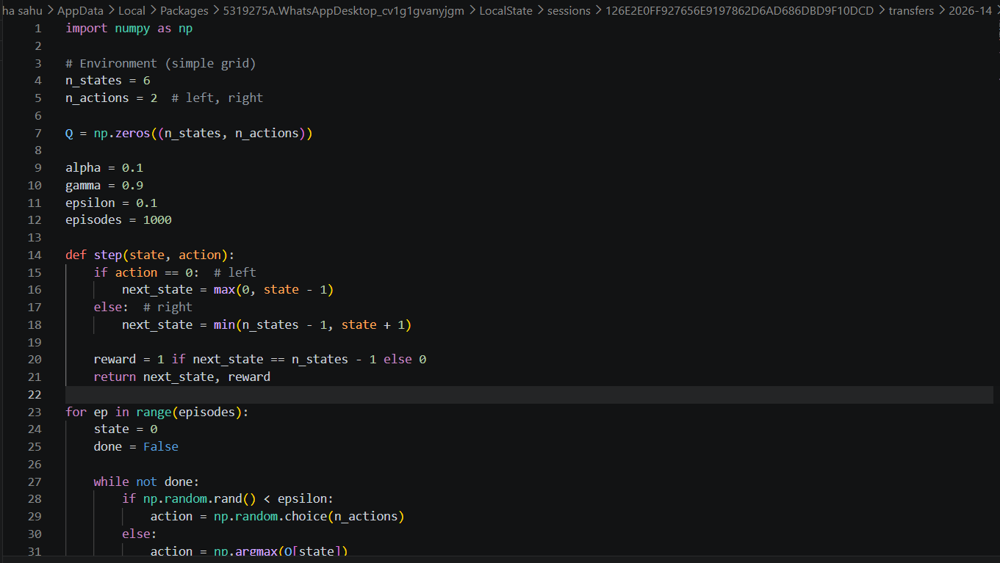 ha sahu > AppData > Local > Packages > 5319275A.WhatsAppDesktop_cv1g1gvanyjgm > LocalState > sessions > 126E2E0FF927656E9197862D6AD686DBD9F10DCD > transfers > 2026-14 >
1 import numpy as np
2
3 # Environment (simple grid)
4 n_states = 6
5 n_actions = 2  # left, right
6
7 Q = np.zeros((n_states, n_actions))
8
9 alpha = 0.1
10 gamma = 0.9
11 epsilon = 0.1
12 episodes = 1000
13
14 def step(state, action):
15     if action == 0:  # left
16         next_state = max(0, state - 1)
17     else:  # right
18         next_state = min(n_states - 1, state + 1)
19
20     reward = 1 if next_state == n_states - 1 else 0
21     return next_state, reward
22
23 for ep in range(episodes):
24     state = 0
25     done = False
26
27     while not done:
28         if np.random.rand() < epsilon:
29             action = np.random.choice(n_actions)
30         else:
31             action = np.argmax(Q[state])